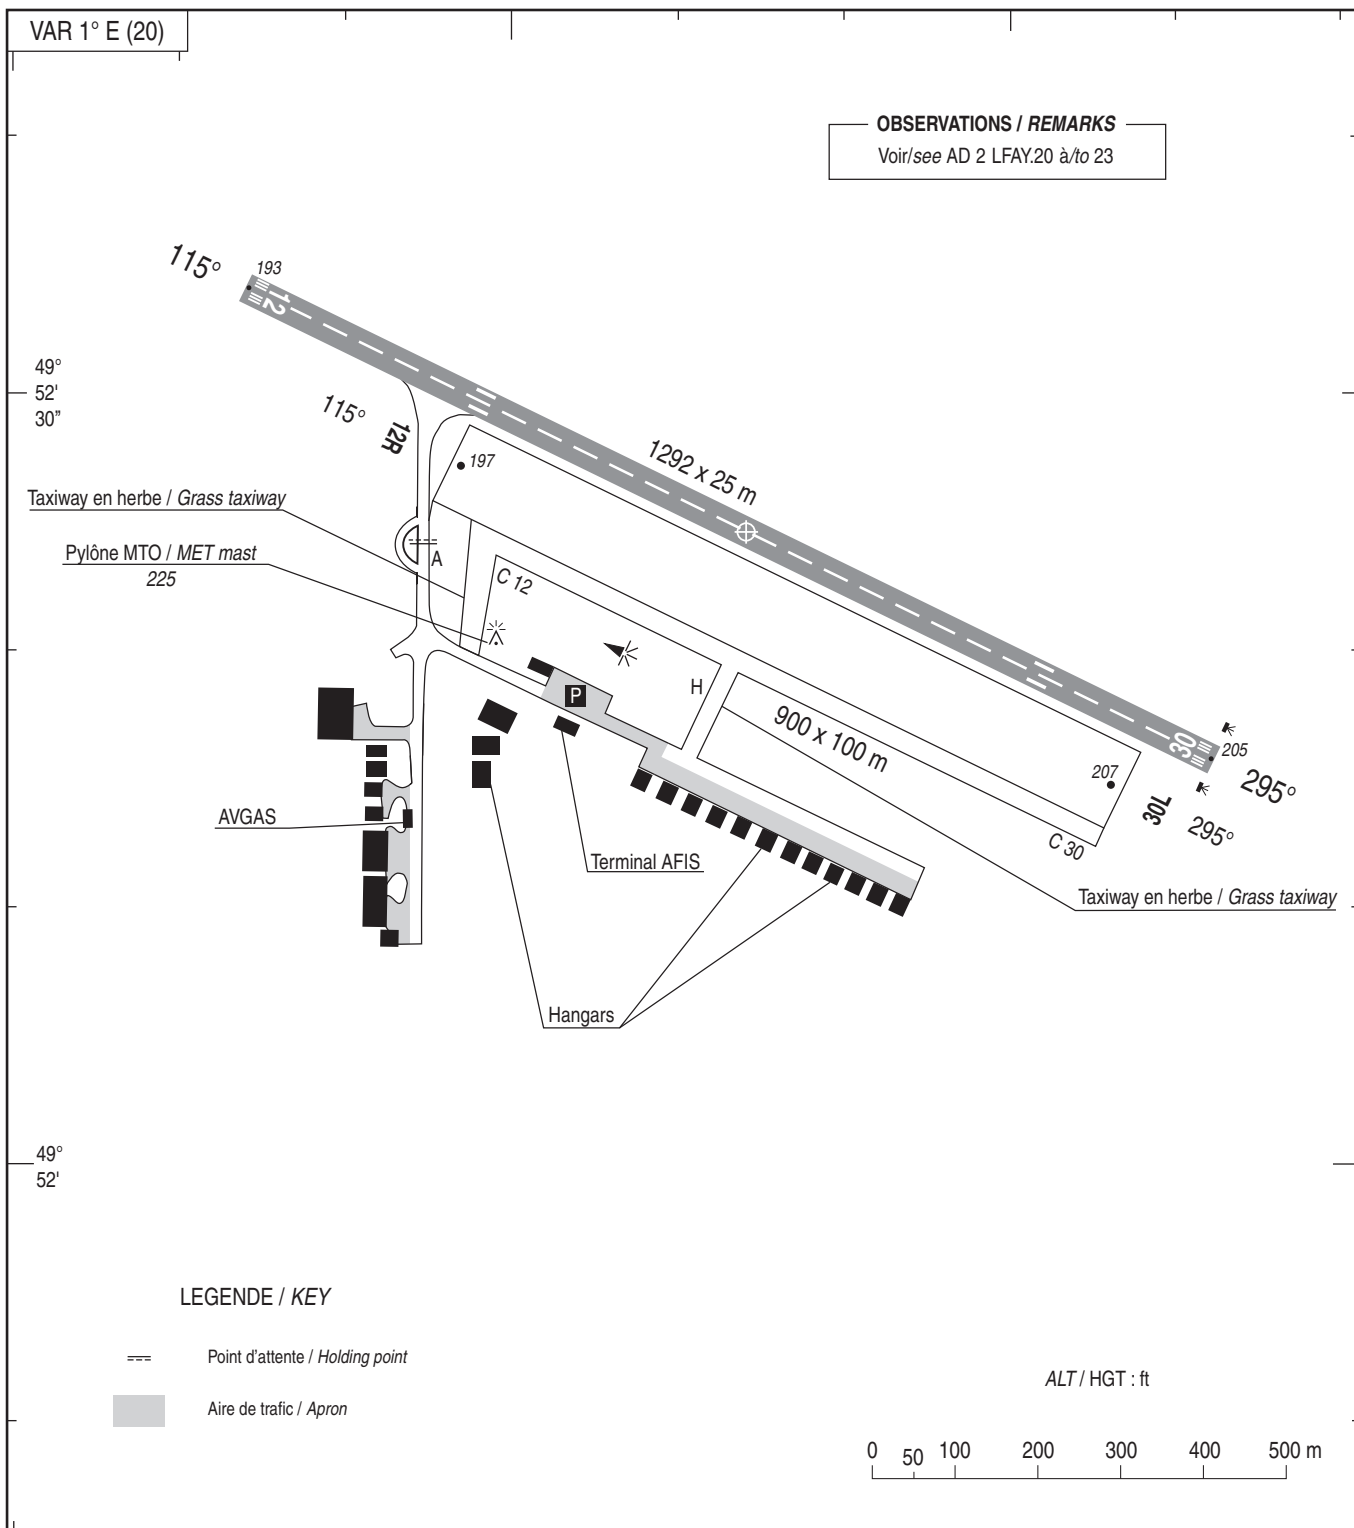 VAR 1° E (20)
OBSERVATIONS / REMARKS
Voir/see AD 2 LFAY.20 à/to 23
115°
193
12
49°
52'
30”
115°
12R
197
1292 x 25 m
Taxiway en herbe / Grass taxiway
Pylône MTO / MET mast
225
A
C 12
H
P
900 x 100 m
30
205
207
295°
30L
295°
C 30
AVGAS
Terminal AFIS
Taxiway en herbe / Grass taxiway
Hangars
49°
52'
LEGENDE / KEY
Point d'attente / Holding point
Aire de trafic / Apron
ALT / HGT : ft
0 50 100 200 300 400 500 m